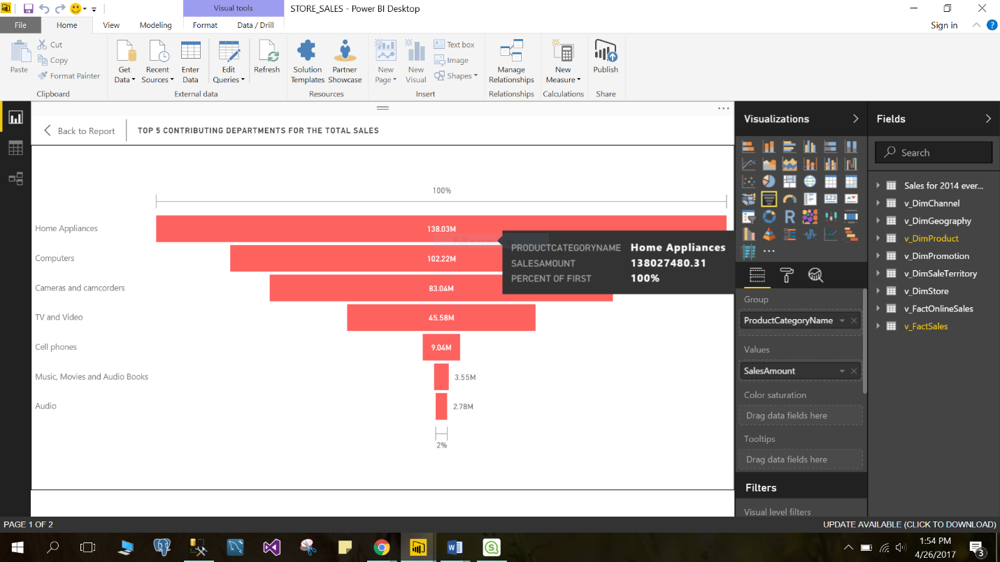 Visual tools
STORE_SALES - Power BI Desktop
File
Home
View
Modeling
Format
Data / Drill
Sign in
?
Paste
Cut
Copy
Format Painter
Clipboard
Get Data
Recent Sources
Enter Data
Edit Queries
Refresh
External data
Solution Templates
Partner Showcase
Resources
New Page
New Visual
Text box
Image
Shapes
Insert
Manage Relationships
Relationships
New Measure
Calculations
Publish
Share
Back to Report
TOP 5 CONTRIBUTING DEPARTMENTS FOR THE TOTAL SALES
100%
Home Appliances
138.03M
Computers
102.22M
Cameras and camcorders
83.04M
TV and Video
45.58M
Cell phones
9.04M
Music, Movies and Audio Books
3.55M
Audio
2.78M
2%
PRODUCTCATEGORYNAME Home Appliances
SALESAMOUNT 138027480.31
PERCENT OF FIRST 100%
Visualizations
R
123
Group
ProductCategoryName
Values
SalesAmount
Color saturation
Drag data fields here
Tooltips
Drag data fields here
Filters
Visual level filters
Fields
Search
Sales for 2014 ever...
v_DimChannel
v_DimGeography
v_DimProduct
v_DimPromotion
v_DimSaleTerritory
v_DimStore
v_FactOnlineSales
v_FactSales
PAGE 1 OF 2
UPDATE AVAILABLE (CLICK TO DOWNLOAD)
1:54 PM
4/26/2017
3